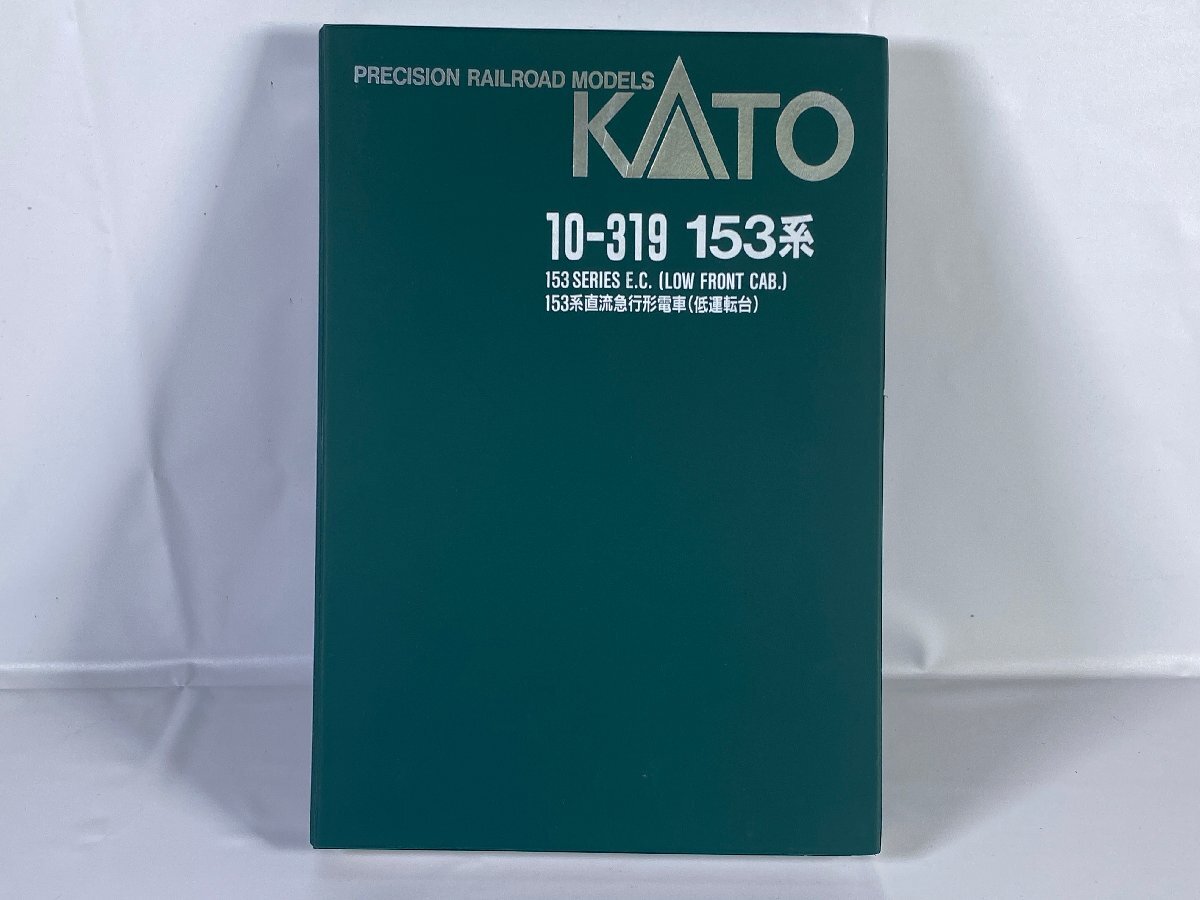 PRECISION RAILROAD MODELS
KATO
10-319 153系
153 SERIES E.C. (LOW FRONT CAB.)
153系直流急行形電車(低運転台)